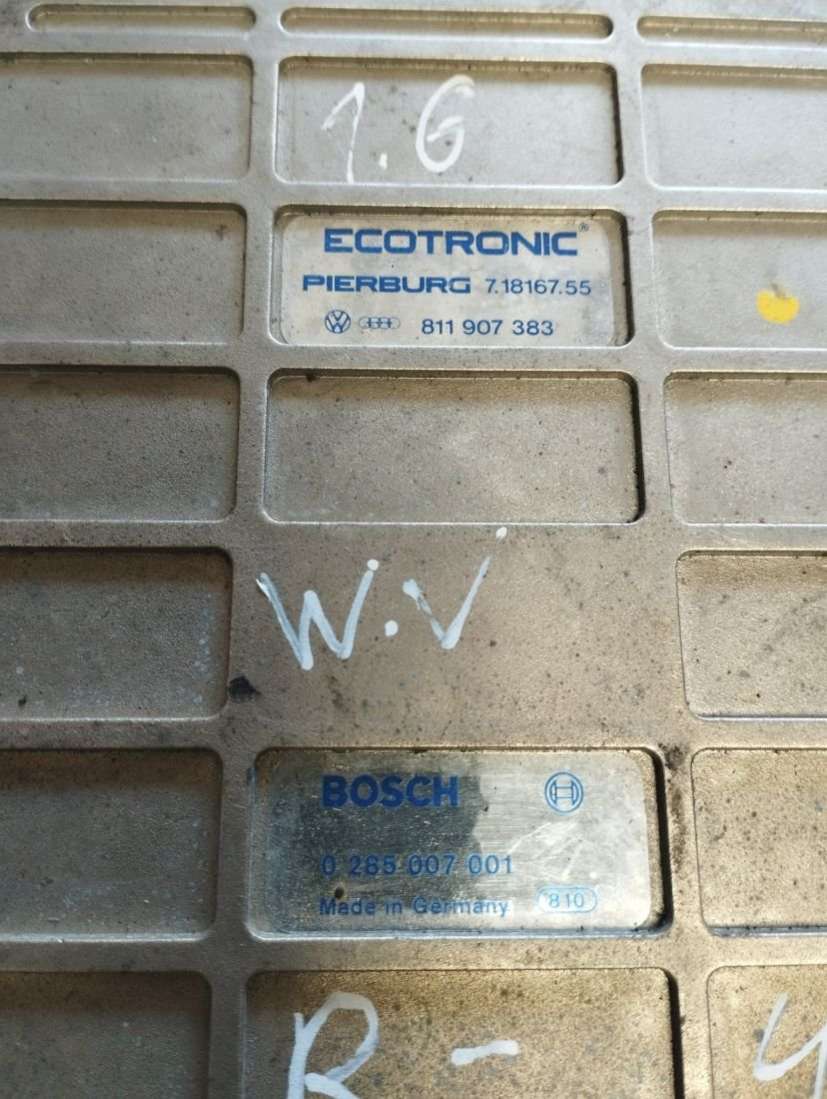 1.6
ECOTRONIC®
PIERBURG 7.18167.55
811 907 383
W.V
BOSCH
0 285 007 001
Made in Germany 810
R - 4